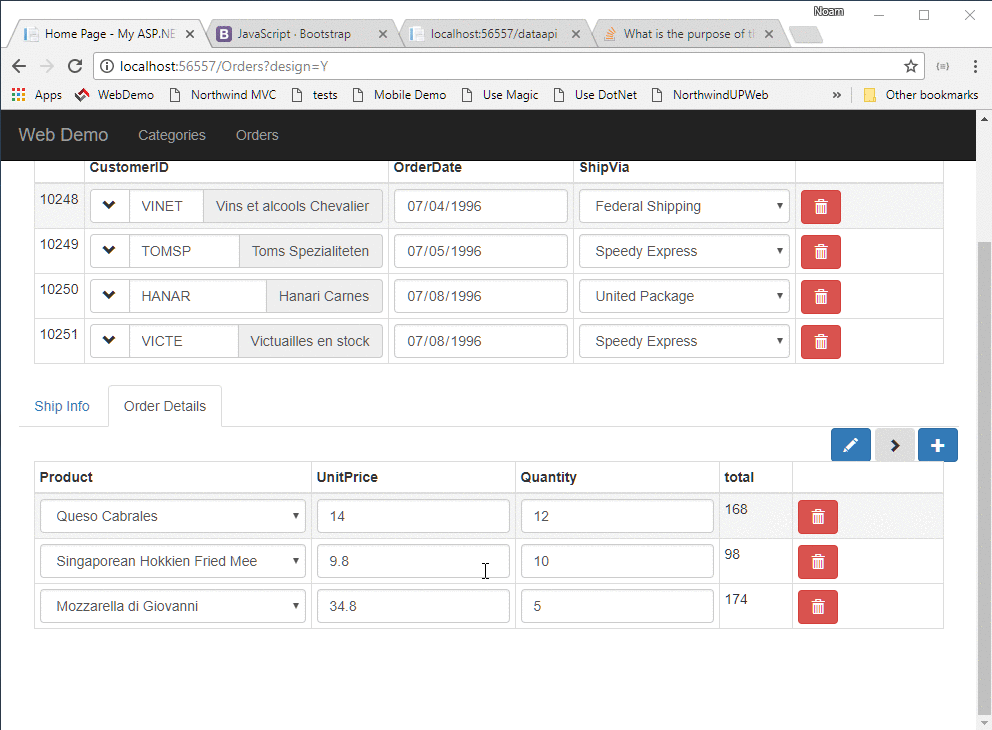 Noam
Home Page - My ASP.NE
JavaScript · Bootstrap
localhost:56557/dataapi
What is the purpose of t
localhost:56557/Orders?design=Y
Apps WebDemo Northwind MVC tests Mobile Demo Use Magic Use DotNet NorthwindUPWeb » Other bookmarks
Web Demo Categories Orders
CustomerID OrderDate ShipVia
10248 VINET Vins et alcools Chevalier 07/04/1996 Federal Shipping
10249 TOMSP Toms Spezialiteten 07/05/1996 Speedy Express
10250 HANAR Hanari Carnes 07/08/1996 United Package
10251 VICTE Victuailles en stock 07/08/1996 Speedy Express
Ship Info Order Details
Product UnitPrice Quantity total
Queso Cabrales 14 12 168
Singaporean Hokkien Fried Mee 9.8 10 98
Mozzarella di Giovanni 34.8 5 174